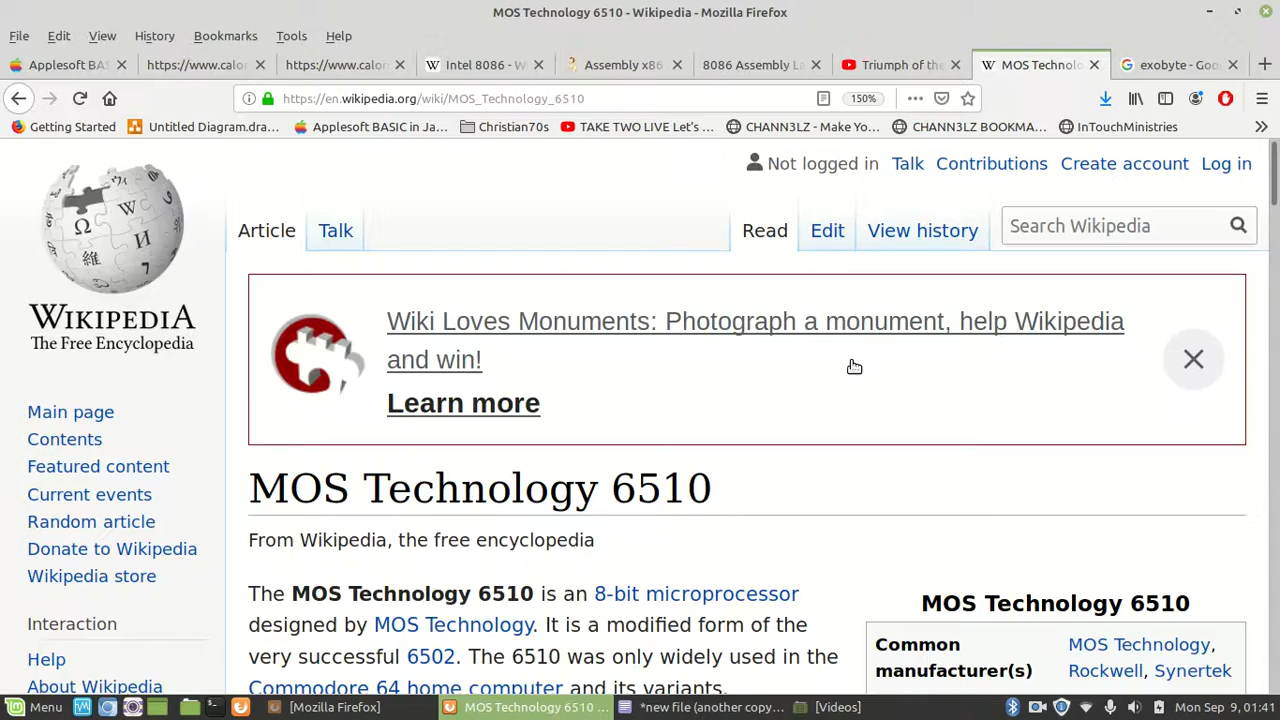 MOS Technology 6510 - Wikipedia - Mozilla Firefox
File Edit View History Bookmarks Tools Help
Applesoft BAS https://www.calor https://www.calor Intel 8086 - W Assembly x86 8086 Assembly La Triumph of the MOS Technolo exobyte - Goo
https://en.wikipedia.org/wiki/MOS_Technology_6510 150%
Getting Started Untitled Diagram.dra... Applesoft BASIC in Ja... Christian70s TAKE TWO LIVE Let's ... CHANN3LZ - Make Yo... CHANN3LZ BOOKMA... InTouchMinistries
Not logged in Talk Contributions Create account Log in
Article Talk Read Edit View history Search Wikipedia
WIKIPEDIA
The Free Encyclopedia
Wiki Loves Monuments: Photograph a monument, help Wikipedia
and win!
Learn more
Main page
Contents
Featured content
Current events
Random article
Donate to Wikipedia
Wikipedia store
Interaction
Help
About Wikipedia
MOS Technology 6510
From Wikipedia, the free encyclopedia
The MOS Technology 6510 is an 8-bit microprocessor
designed by MOS Technology. It is a modified form of the
very successful 6502. The 6510 was only widely used in the
Commodore 64 home computer and its variants.
MOS Technology 6510
Common MOS Technology,
manufacturer(s) Rockwell, Synertek
Menu [Mozilla Firefox] MOS Technology 6510 ... *new file (another copy... [Videos] Mon Sep 9, 01:41